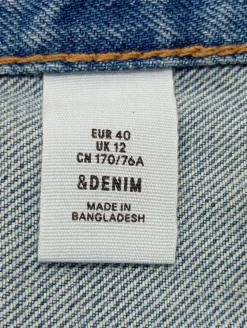 EUR 40
UK 12
CN 170/76A
&DENIM
MADE IN
BANGLADESH